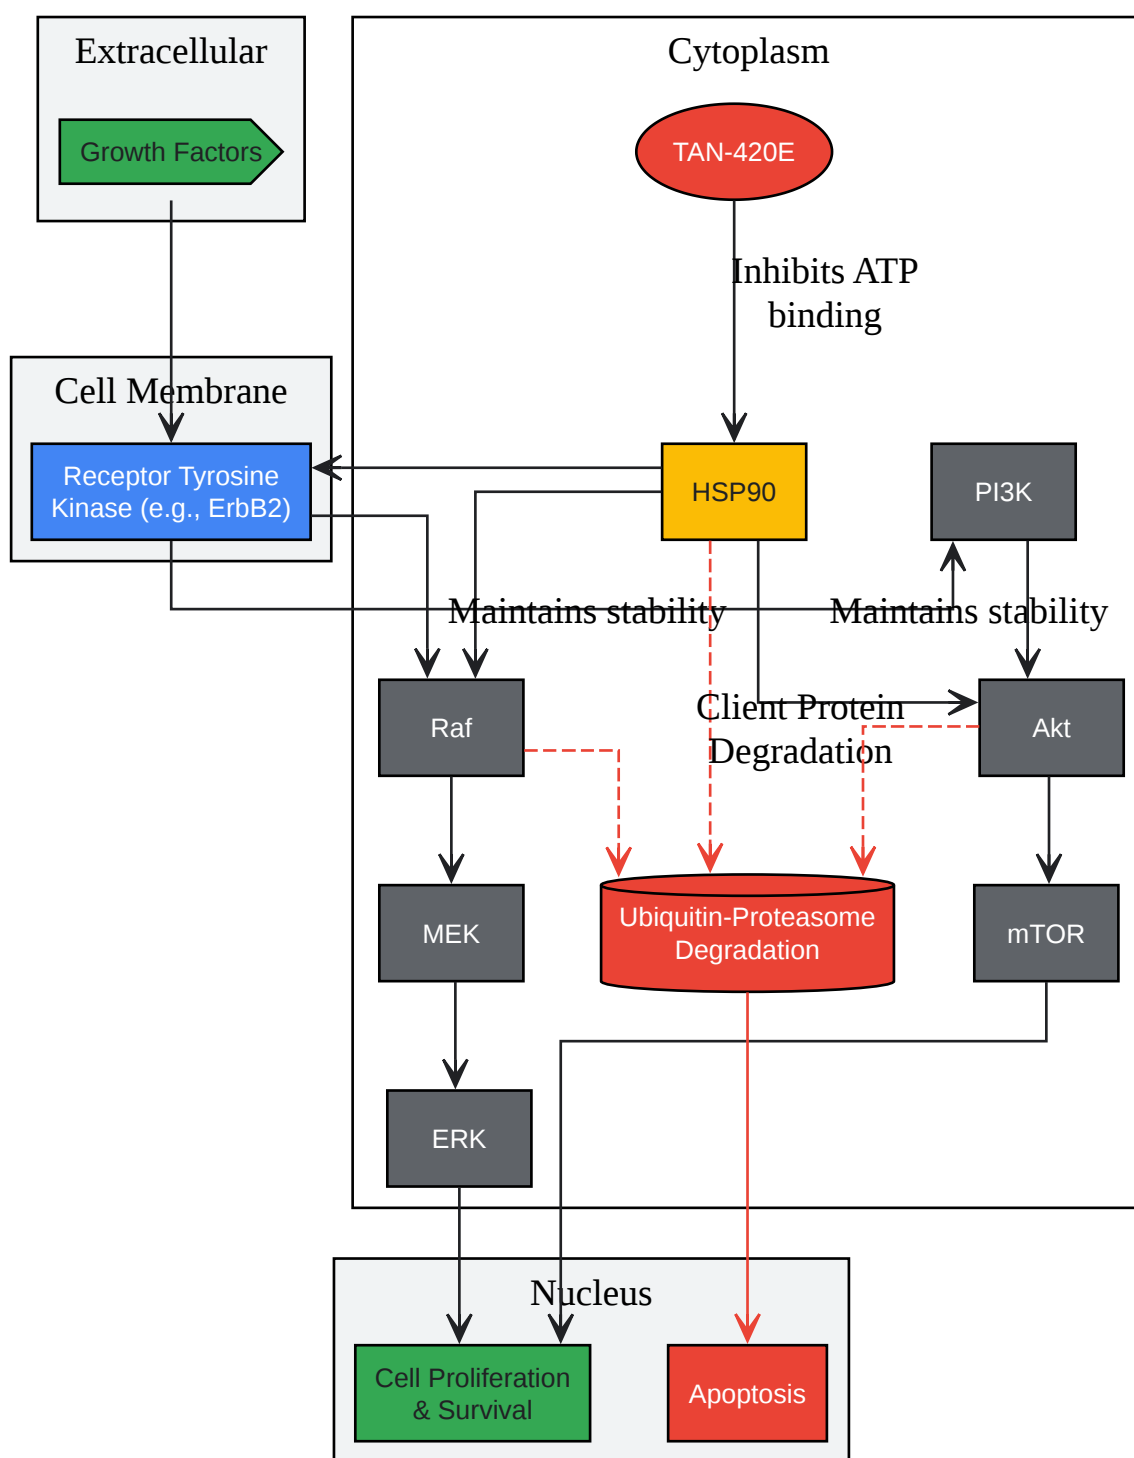 Extracellular
Cytoplasm
Growth Factors
TAN-420E
Inhibits ATP
binding
Cell Membrane
Receptor Tyrosine
Kinase (e.g., ErbB2)
HSP90
PI3K
Maintains stability
Maintains stability
Raf
Client Protein
Degradation
Akt
MEK
Ubiquitin-Proteasome
Degradation
mTOR
ERK
Nucleus
Cell Proliferation
& Survival
Apoptosis